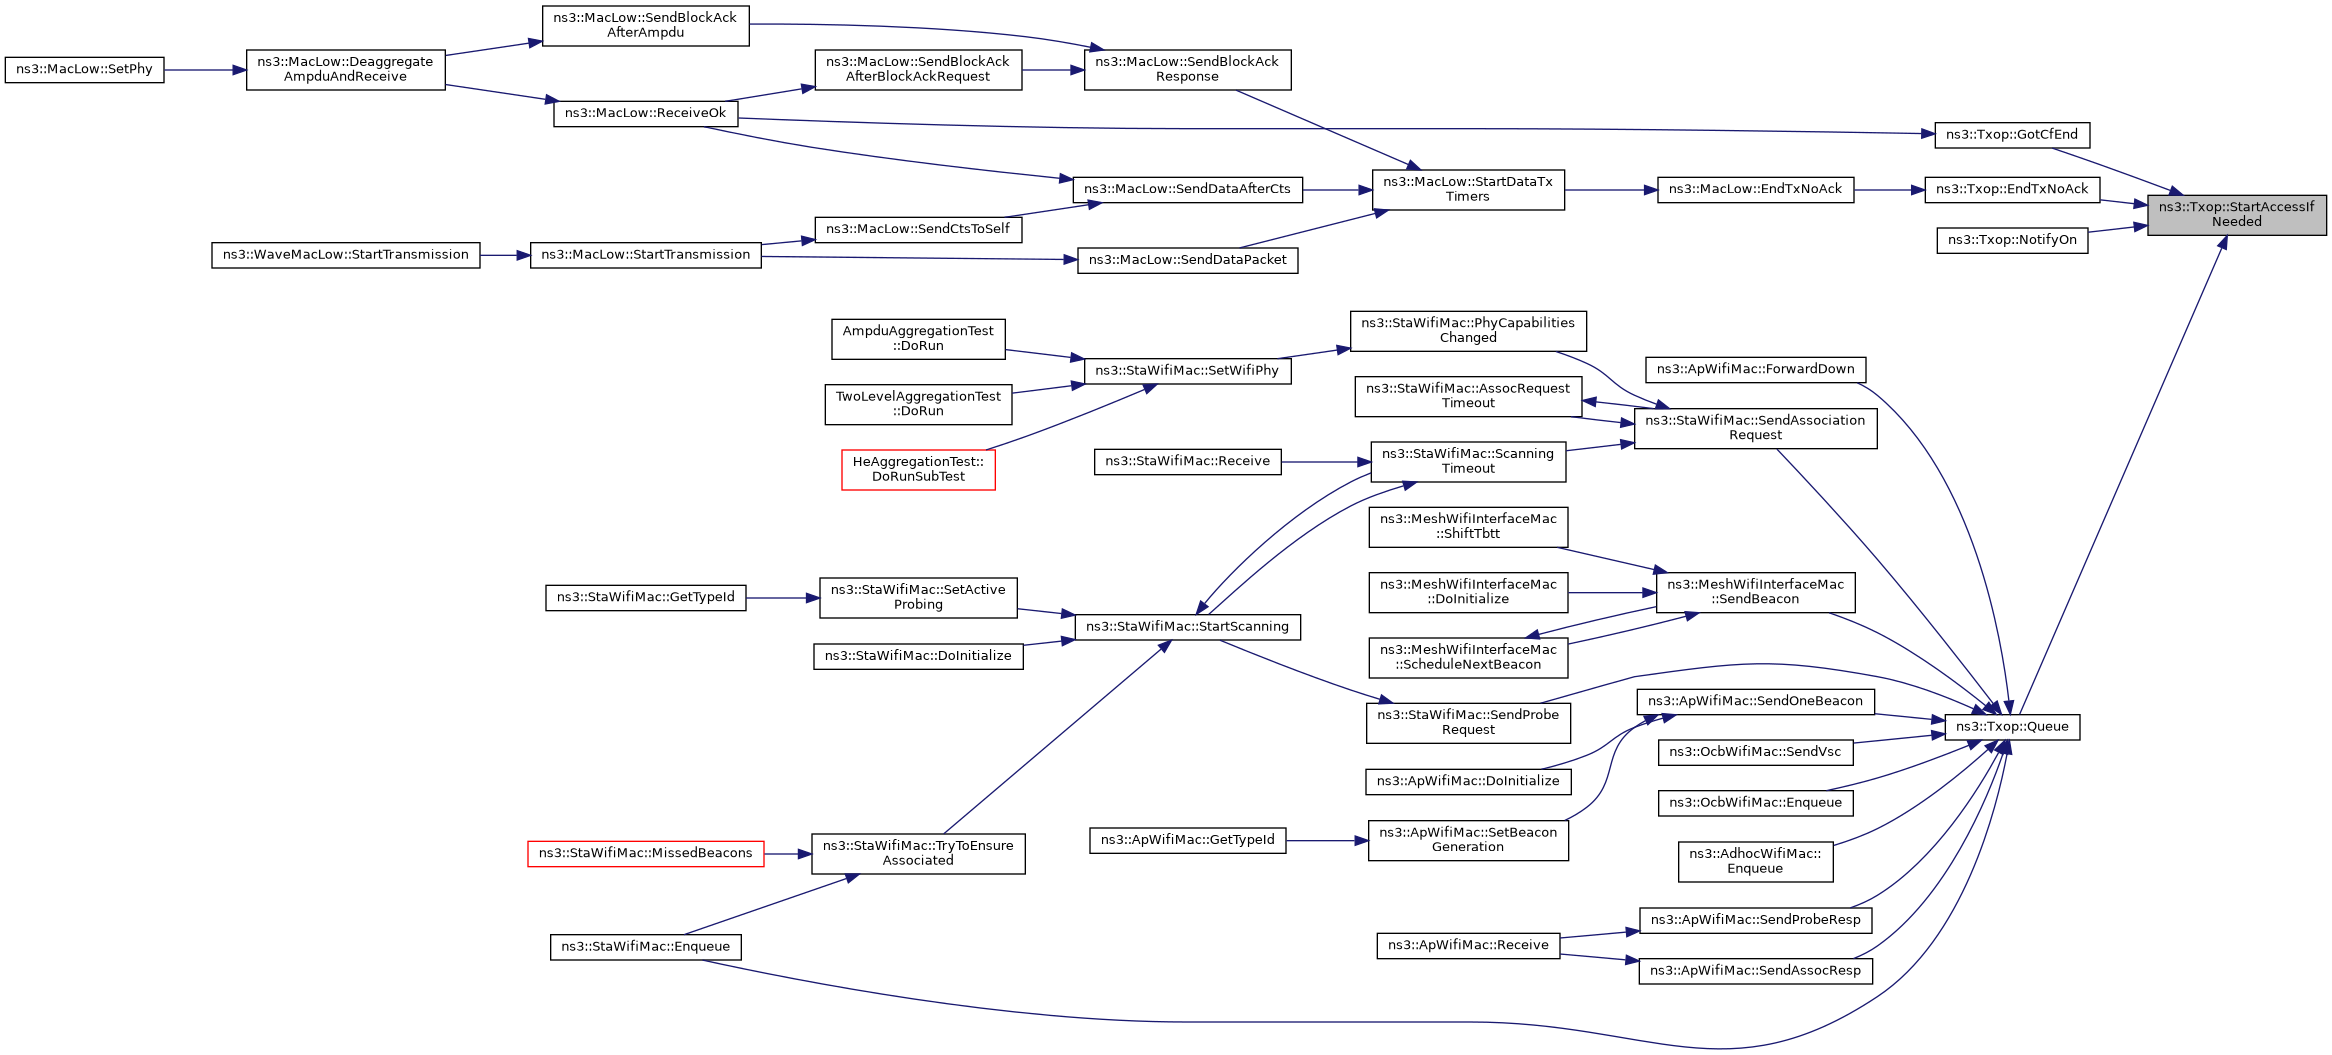 ns3::MacLow::SendBlockAck
AfterAmpdu
ns3::MacLow::SetPhy
ns3::MacLow::Deaggregate
AmpduAndReceive
ns3::MacLow::SendBlockAck
AfterBlockAckRequest
ns3::MacLow::SendBlockAck
Response
ns3::MacLow::ReceiveOk
ns3::Txop::GotCfEnd
ns3::MacLow::SendDataAfterCts
ns3::MacLow::StartDataTx
Timers
ns3::MacLow::EndTxNoAck
ns3::Txop::EndTxNoAck
ns3::Txop::StartAccessIf
Needed
ns3::MacLow::SendCtsToSelf
ns3::Txop::NotifyOn
ns3::WaveMacLow::StartTransmission
ns3::MacLow::StartTransmission
ns3::MacLow::SendDataPacket
AmpduAggregationTest
::DoRun
ns3::StaWifiMac::PhyCapabilities
Changed
ns3::StaWifiMac::SetWifiPhy
ns3::ApWifiMac::ForwardDown
TwoLevelAggregationTest
::DoRun
ns3::StaWifiMac::AssocRequest
Timeout
ns3::StaWifiMac::SendAssociation
Request
HeAggregationTest::
DoRunSubTest
ns3::StaWifiMac::Receive
ns3::StaWifiMac::Scanning
Timeout
ns3::MeshWifiInterfaceMac
::ShiftTbtt
ns3::StaWifiMac::GetTypeId
ns3::StaWifiMac::SetActive
Probing
ns3::MeshWifiInterfaceMac
::DoInitialize
ns3::MeshWifiInterfaceMac
::SendBeacon
ns3::StaWifiMac::StartScanning
ns3::StaWifiMac::DoInitialize
ns3::MeshWifiInterfaceMac
::ScheduleNextBeacon
ns3::StaWifiMac::SendProbe
Request
ns3::ApWifiMac::SendOneBeacon
ns3::Txop::Queue
ns3::OcbWifiMac::SendVsc
ns3::ApWifiMac::DoInitialize
ns3::OcbWifiMac::Enqueue
ns3::ApWifiMac::GetTypeId
ns3::ApWifiMac::SetBeacon
Generation
ns3::StaWifiMac::MissedBeacons
ns3::StaWifiMac::TryToEnsure
Associated
ns3::AdhocWifiMac::
Enqueue
ns3::ApWifiMac::SendProbeResp
ns3::StaWifiMac::Enqueue
ns3::ApWifiMac::Receive
ns3::ApWifiMac::SendAssocResp